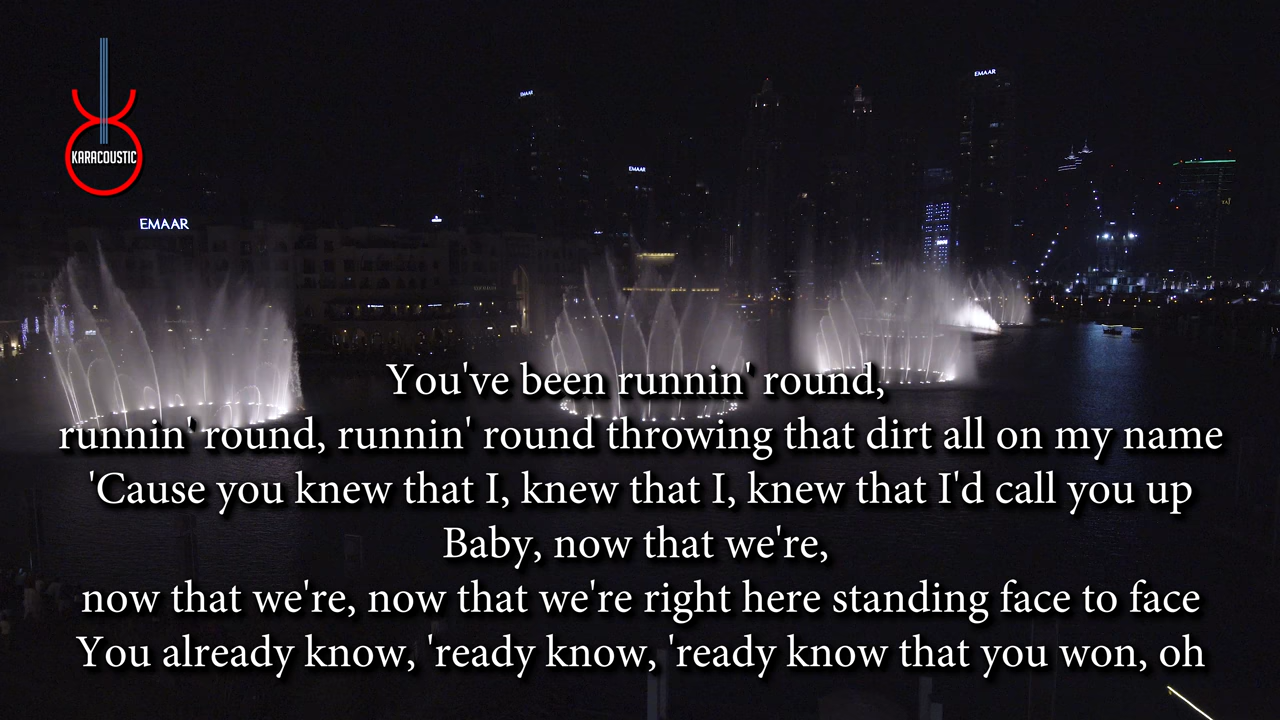 EMAAR
EMAAR
EMAAR
KARACOUSTIC
EMAAR
You've been runnin' round,
runnin' round, runnin' round throwing that dirt all on my name
'Cause you knew that I, knew that I, knew that I'd call you up
Baby, now that we're,
now that we're, now that we're right here standing face to face
You already know, 'ready know, 'ready know that you won, oh